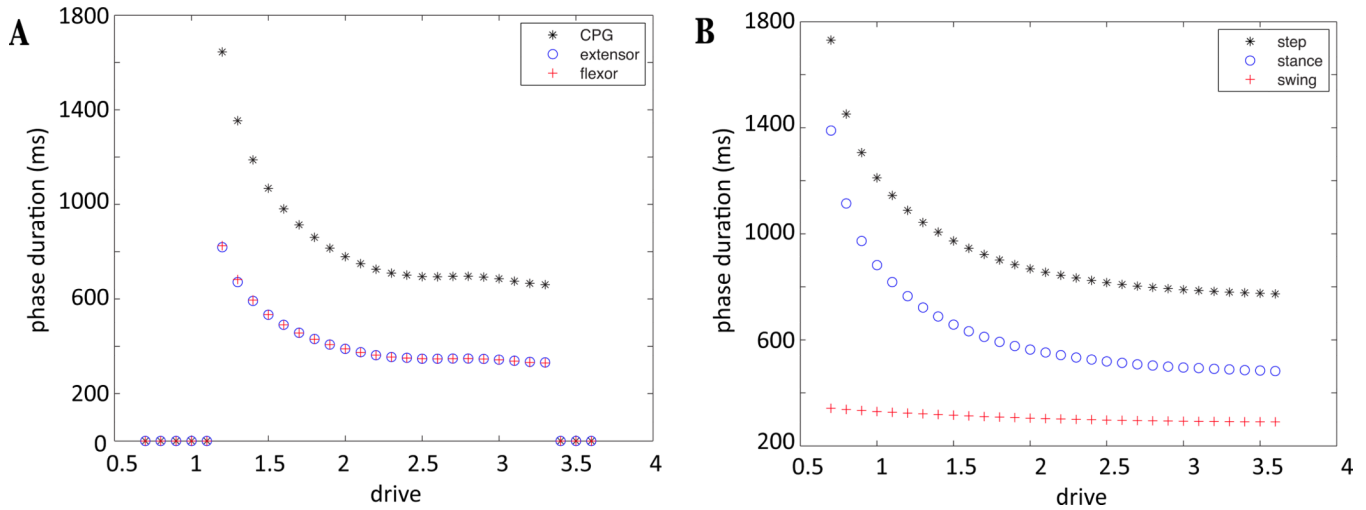 A
1800
1400
1000
600
200
0
phase duration (ms)
CPG
extensor
flexor
0.5 1 1.5 2 2.5 3 3.5 4
drive
B
1800
1400
1000
600
200
phase duration (ms)
step
stance
swing
0.5 1 1.5 2 2.5 3 3.5 4
drive